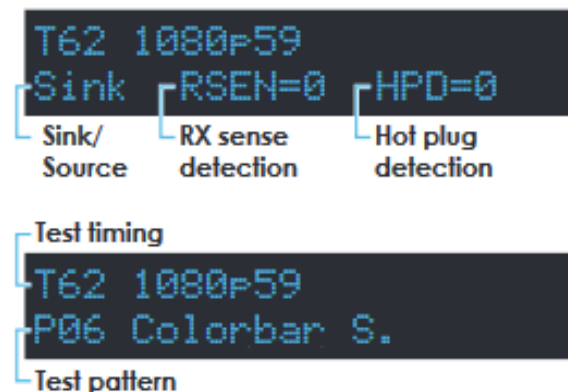 T62 1080p59
Sink RSEN=0 HPD=0
Sink/ RX sense Hot plug
Source detection detection
Test timing
T62 1080p59
P06 Colorbar S.
Test pattern